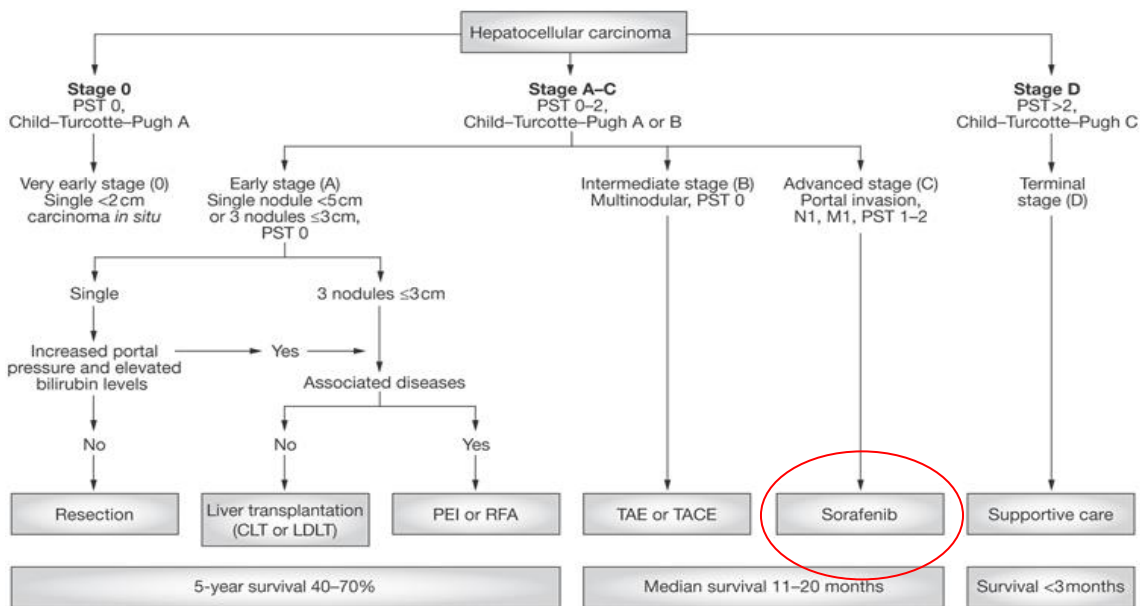 Hepatocellular carcinoma
Stage 0
PST 0,
Child–Turcotte–Pugh A
Stage A–C
PST 0–2,
Child–Turcotte–Pugh A or B
Stage D
PST >2,
Child–Turcotte–Pugh C
Very early stage (0)
Single <2 cm
carcinoma in situ
Early stage (A)
Single nodule <5 cm
or 3 nodules ≤3 cm,
PST 0
Intermediate stage (B)
Multinodular, PST 0
Advanced stage (C)
Portal invasion,
N1, M1, PST 1–2
Terminal
stage (D)
Single
3 nodules ≤3 cm
Increased portal
pressure and elevated
bilirubin levels
Yes
Associated diseases
No
No
Yes
Resection
Liver transplantation
(CLT or LDLT)
PEI or RFA
TAE or TACE
Sorafenib
Supportive care
5-year survival 40–70%
Median survival 11–20 months
Survival <3 months